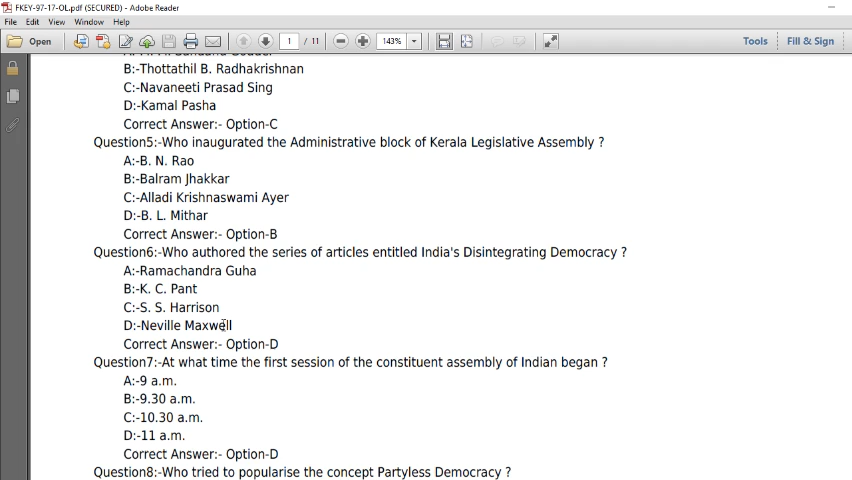 FKEY-97-17-OL.pdf (SECURED) - Adobe Reader
File Edit View Window Help
Open 1 / 11 143% Tools Fill & Sign
B:-Thottathil B. Radhakrishnan
C:-Navaneeti Prasad Sing
D:-Kamal Pasha
Correct Answer:- Option-C
Question5:-Who inaugurated the Administrative block of Kerala Legislative Assembly ?
A:-B. N. Rao
B:-Balram Jhakkar
C:-Alladi Krishnaswami Ayer
D:-B. L. Mithar
Correct Answer:- Option-B
Question6:-Who authored the series of articles entitled India's Disintegrating Democracy ?
A:-Ramachandra Guha
B:-K. C. Pant
C:-S. S. Harrison
D:-Neville Maxwell
Correct Answer:- Option-D
Question7:-At what time the first session of the constituent assembly of Indian began ?
A:-9 a.m.
B:-9.30 a.m.
C:-10.30 a.m.
D:-11 a.m.
Correct Answer:- Option-D
Question8:-Who tried to popularise the concept Partyless Democracy ?